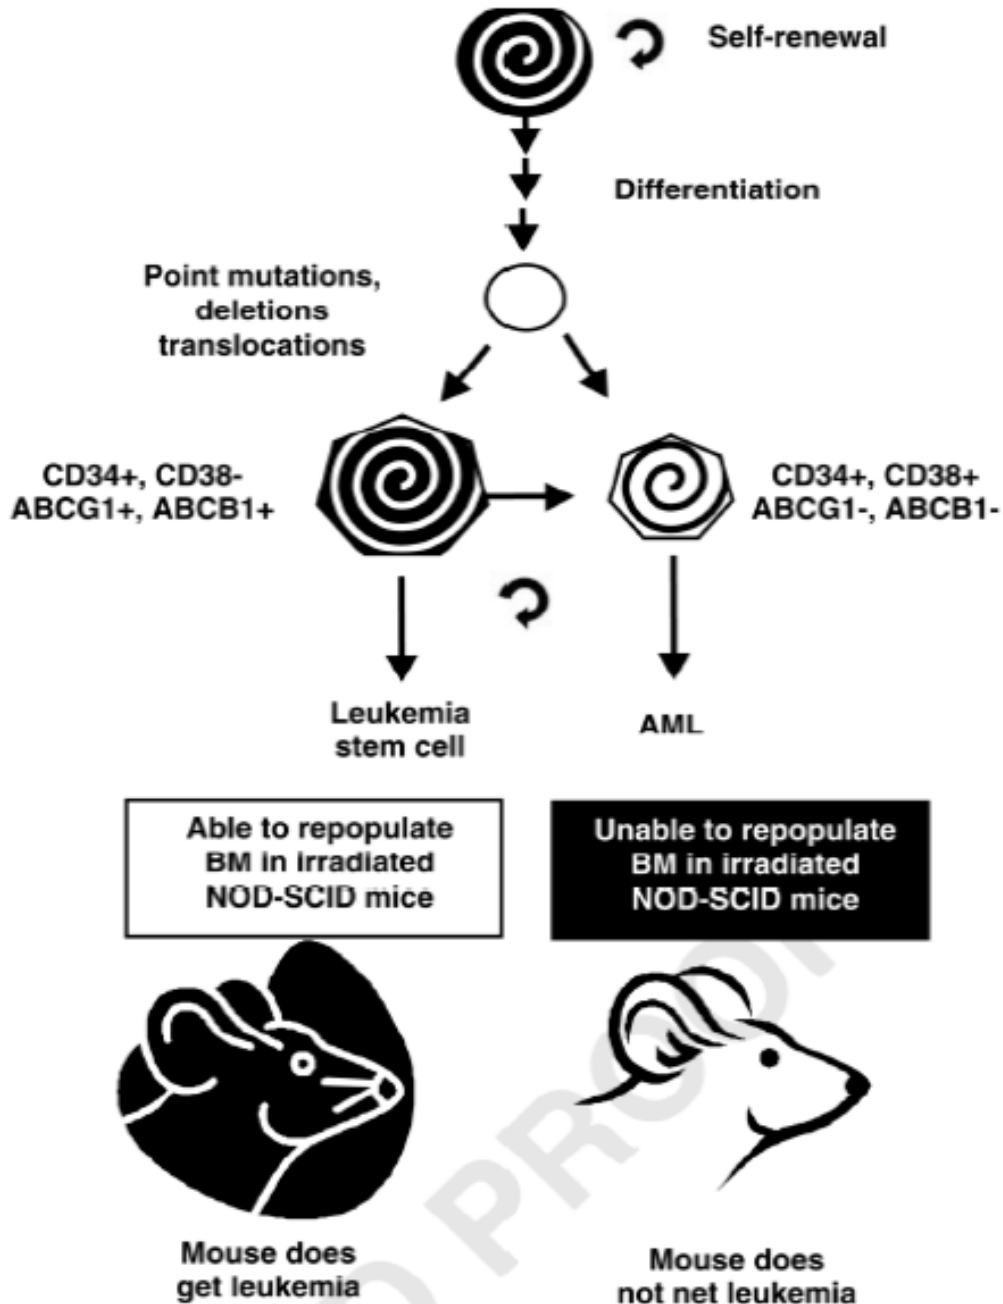 Self-renewal
Differentiation
Point mutations,
deletions
translocations
CD34+, CD38-
ABCG1+, ABCB1+
CD34+, CD38+
ABCG1-, ABCB1-
Leukemia
stem cell
AML
Able to repopulate
BM in irradiated
NOD-SCID mice
Unable to repopulate
BM in irradiated
NOD-SCID mice
Mouse does
get leukemia
Mouse does
not net leukemia